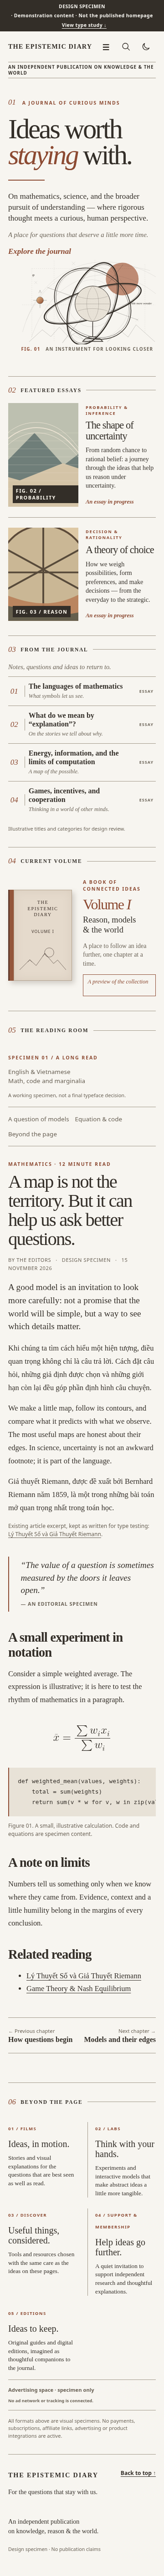 DESIGN SPECIMEN
· Demonstration content · Not the published homepage
View type study ↓
THE EPISTEMIC DIARY
AN INDEPENDENT PUBLICATION ON KNOWLEDGE & THE
WORLD
01 A JOURNAL OF CURIOUS MINDS
Ideas worth
staying with.
On mathematics, science, and the broader
pursuit of understanding — where rigorous
thought meets a curious, human perspective.
A place for questions that deserve a little more time.
Explore the journal
FIG. 01 AN INSTRUMENT FOR LOOKING CLOSER
02 FEATURED ESSAYS
FIG. 02 /
PROBABILITY
PROBABILITY &
INFERENCE
The shape of
uncertainty
From random chance to
rational belief: a journey
through the ideas that help
us reason under
uncertainty.
An essay in progress
FIG. 03 / REASON
DECISION &
RATIONALITY
A theory of choice
How we weigh
possibilities, form
preferences, and make
decisions — from the
everyday to the strategic.
An essay in progress
03 FROM THE JOURNAL
Notes, questions and ideas to return to.
01 The languages of mathematics ESSAY
What symbols let us see.
02 What do we mean by
“explanation”? ESSAY
On the stories we tell about why.
03 Energy, information, and the
limits of computation ESSAY
A map of the possible.
04 Games, incentives, and
cooperation ESSAY
Thinking in a world of other minds.
Illustrative titles and categories for design review.
04 CURRENT VOLUME
THE
EPISTEMIC
DIARY
VOLUME I
A BOOK OF
CONNECTED IDEAS
Volume I
Reason, models
& the world
A place to follow an idea
further, one chapter at a
time.
A preview of the collection
05 THE READING ROOM
SPECIMEN 01 / A LONG READ
English & Vietnamese
Math, code and marginalia
A working specimen, not a final typeface decision.
A question of models Equation & code
Beyond the page
MATHEMATICS · 12 MINUTE READ
A map is not the
territory. But it can
help us ask better
questions.
BY THE EDITORS · DESIGN SPECIMEN · 15
NOVEMBER 2026
A good model is an invitation to look
more carefully: not a promise that the
world will be simple, but a way to see
which details matter.
Khi chúng ta tìm cách hiểu một hiện tượng, điều
quan trọng không chỉ là câu trả lời. Cách đặt câu
hỏi, những giả định được chọn và những giới
hạn còn lại đều góp phần định hình câu chuyện.
We may make a little map, follow its contours, and
compare what it predicts with what we observe.
The most useful maps are honest about their
edges. In science, uncertainty is not an awkward
footnote; it is part of the language.
Giả thuyết Riemann, được đề xuất bởi Bernhard
Riemann năm 1859, là một trong những bài toán
mở quan trọng nhất trong toán học.
Existing article excerpt, kept as written for type testing:
Lý Thuyết Số và Giả Thuyết Riemann.
“The value of a question is sometimes
measured by the doors it leaves
open.”
— AN EDITORIAL SPECIMEN
A small experiment in
notation
Consider a simple weighted average. The
expression is illustrative; it is here to test the
rhythm of mathematics in a paragraph.
x̄ = ∑ wᵢxᵢ / ∑ wᵢ
def weighted_mean(values, weights):
total = sum(weights)
return sum(v * w for v, w in zip(va
Figure 01. A small, illustrative calculation. Code and
equations are specimen content.
A note on limits
Numbers tell us something only when we know
where they came from. Evidence, context and a
little humility belong in the margins of every
conclusion.
Related reading
• Lý Thuyết Số và Giả Thuyết Riemann
• Game Theory & Nash Equilibrium
← Previous chapter
How questions begin
Next chapter →
Models and their edges
06 BEYOND THE PAGE
01 / FILMS
Ideas, in motion.
Stories and visual
explanations for the
questions that are best seen
as well as read.
02 / LABS
Think with your
hands.
Experiments and
interactive models that
make abstract ideas a
little more tangible.
03 / DISCOVER
Useful things,
considered.
Tools and resources chosen
with the same care as the
ideas on these pages.
04 / SUPPORT &
MEMBERSHIP
Help ideas go
further.
A quiet invitation to
support independent
research and thoughtful
explanations.
05 / EDITIONS
Ideas to keep.
Original guides and digital
editions, imagined as
thoughtful companions to
the journal.
Advertising space · specimen only
No ad network or tracking is connected.
All formats above are visual specimens. No payments,
subscriptions, affiliate links, advertising or product
integrations are active.
THE EPISTEMIC DIARY
Back to top ↑
For the questions that stay with us.
An independent publication
on knowledge, reason & the world.
Design specimen · No publication claims